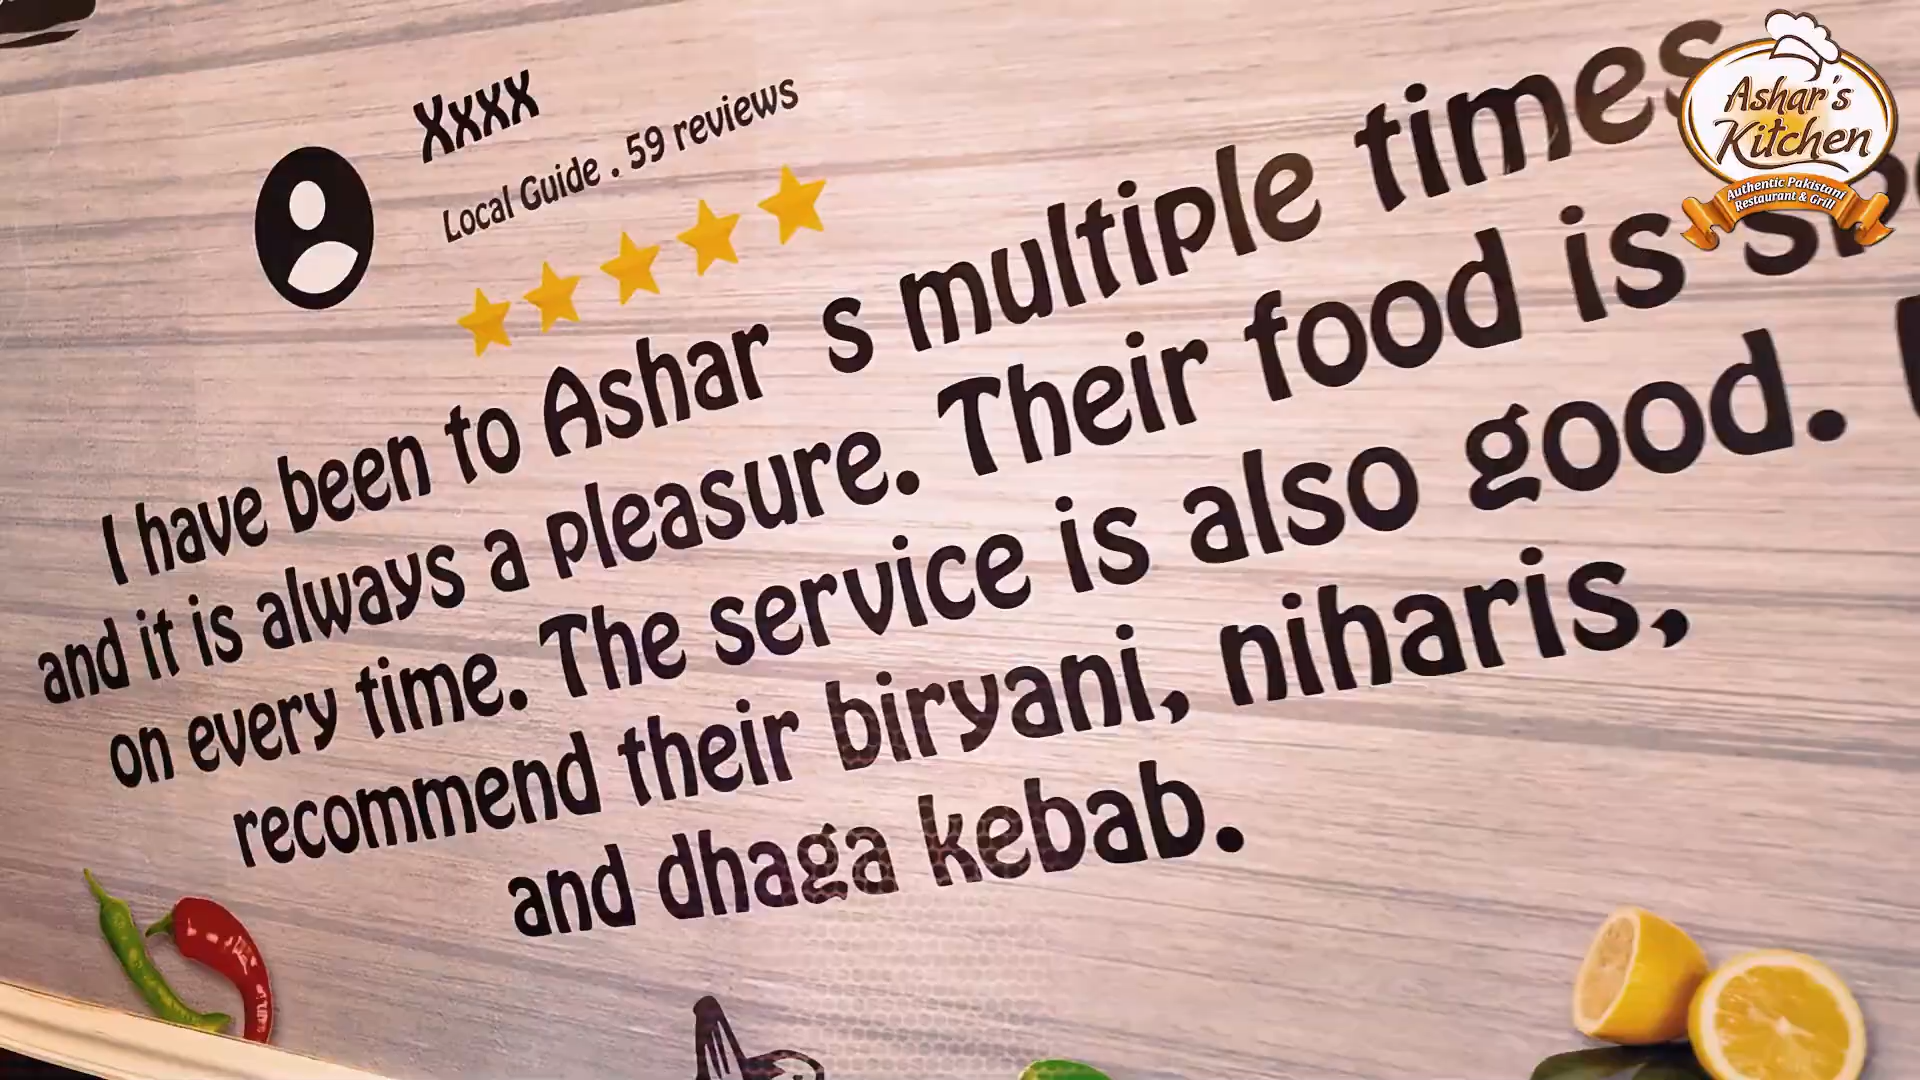 Xxxx
Local Guide . 59 reviews
I have been to Ashar s multiple times
and it is always a pleasure. Their food is
on every time. The service is also good.
recommend their biryani, niharis,
and dhaga kebab.
Ashar's
Kitchen
Authentic Pakistani
Restaurant & Grill